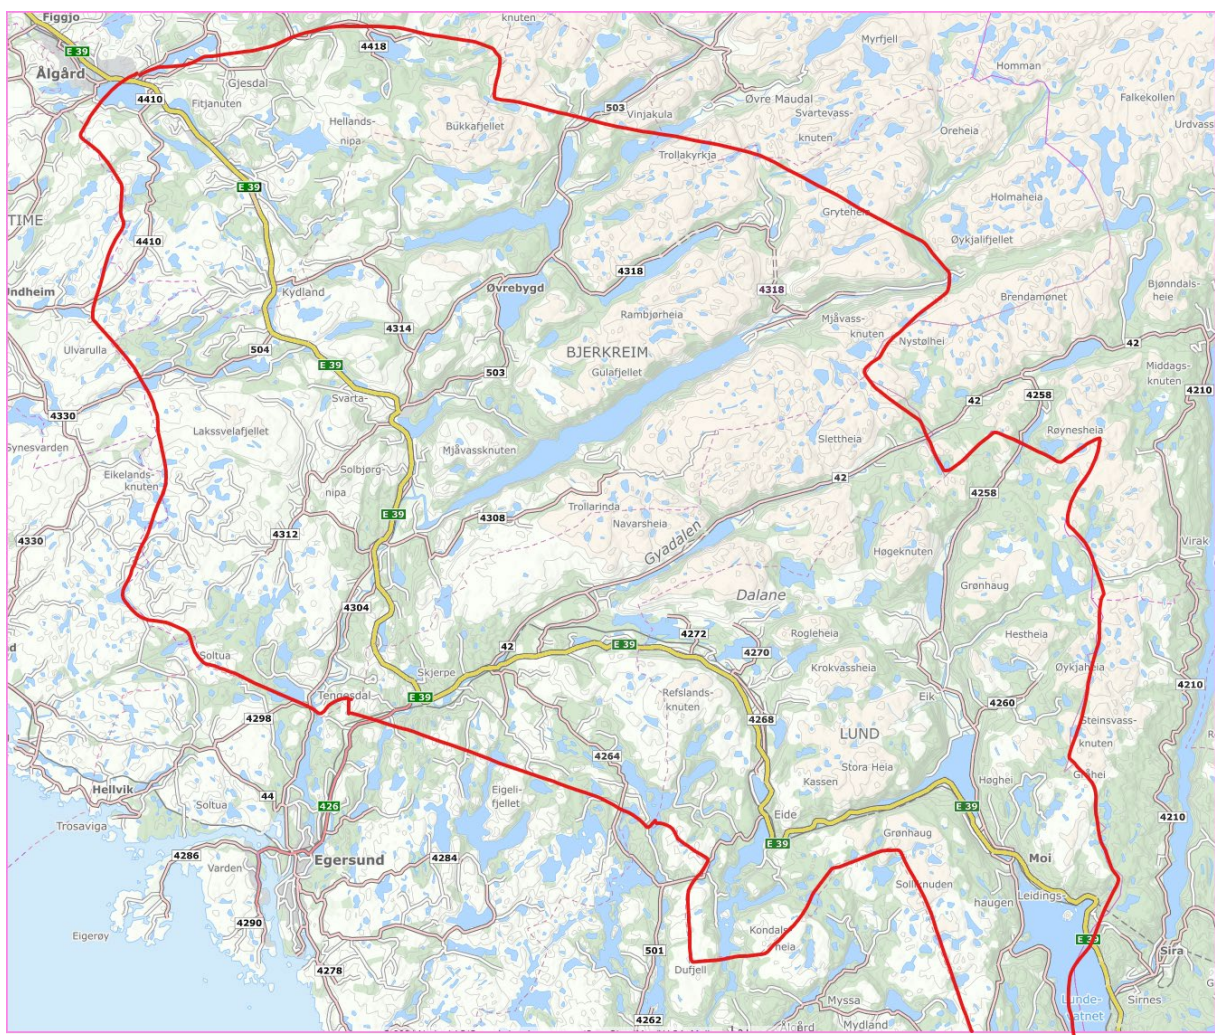 Figgjo
knuten
Myrfjell
E 39
4418
Homman
Ålgård
Gjesdal
4410
Fitjanuten
503
Øvre Maudal
Falkekollen
Vinjakula
Svartevass-
knuten
Hellands-
nipa
Bukkafjellet
Oreheia
Urdvass
Trollakyrkja
E 39
Holmaheia
TIME
Gryteheia
4410
Øykjalifjellet
4318
Kydland
Øvrebygd
4318
Brendamønet
Bjønndals-
heie
Rambjørheia
Mjåvass-
knuten
4314
Nystølhei
Ulvarulla
504
BJERKREIM
42
Gulafjellet
E 39
503
Middags-
knuten
Svarta-
4258
4210
4330
42
Lakssvelafjellet
Røynesheia
Synesvarden
Slettheia
Mjåvassknuten
Solbjørg-
nipa
Eikelands-
knuten
42
4258
Trollarinda
E 39
4308
Navarsheia
4312
Gyadalen
4330
Virak
Høgeknuten
Grønhaug
Dalane
4304
4272
Rogleheia
Hestheia
42
E 39
4270
Soltua
Skjerpe
Krokvassheia
Øykjaheia
Tengesdal
E 39
Refslands-
knuten
Eik
4210
4298
4260
4268
Steinsvass-
knuten
LUND
4264
Stora Heia
Høghei
Gråhei
Hellvik
Kassen
44
Soltua
Eigeli-
fjellet
426
E 39
Trosaviga
Eide
4210
Grønhaug
E 39
4286
Egersund
4284
Moi
Varden
Solliknuden
Leidings-
haugen
4290
Kondals-
heia
Eigerøy
E 39
501
Sira
4278
Dufjell
Myssa
Lunde-
vatnet
Sirnes
4262
Mydland